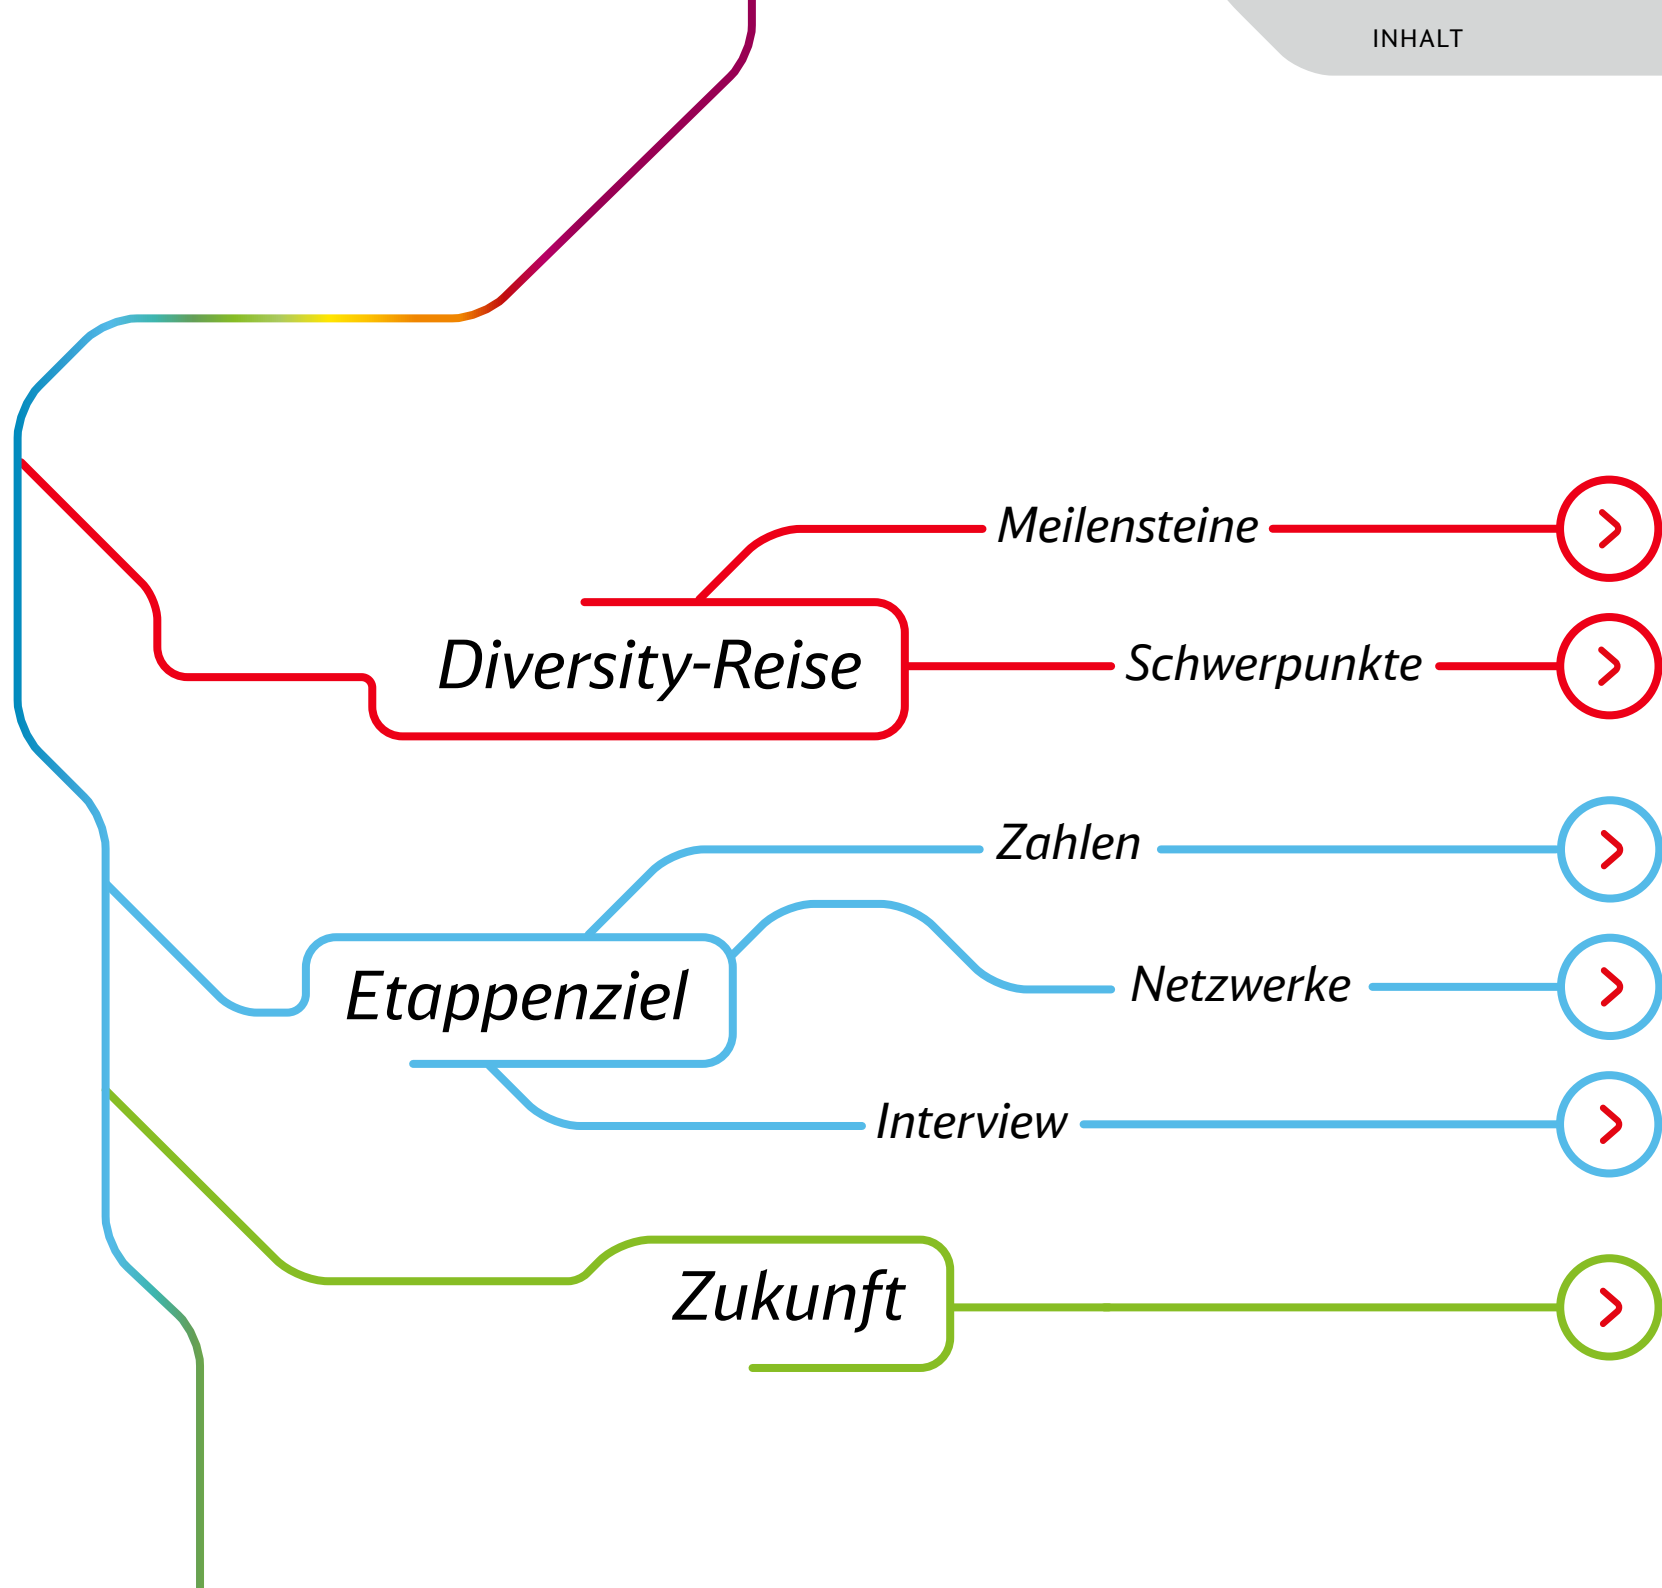 INHALT
Meilensteine
Diversity-Reise
Schwerpunkte
Zahlen
Etappenziel
Netzwerke
Interview
Zukunft